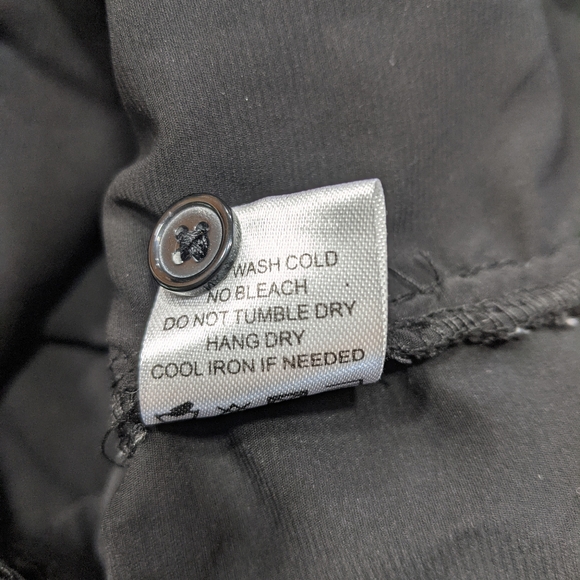 WASH COLD
NO BLEACH
DO NOT TUMBLE DRY
HANG DRY
COOL IRON IF NEEDED